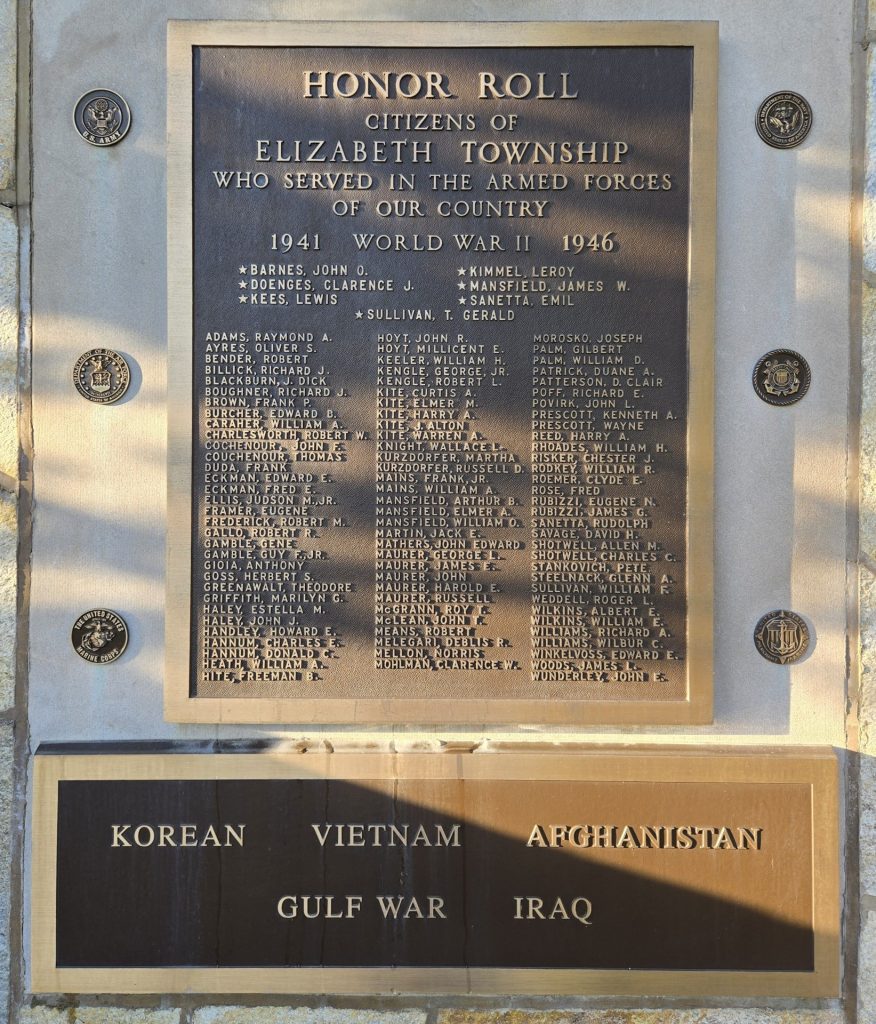 HONOR ROLL
CITIZENS OF
ELIZABETH TOWNSHIP
WHO SERVED IN THE ARMED FORCES
OF OUR COUNTRY
1941 WORLD WAR II 1946
★BARNES, JOHN O.
★DOENGES, CLARENCE J.
★KEES, LEWIS
★KIMMEL, LEROY
★MANSFIELD, JAMES W.
★SANETTA, EMIL
★SULLIVAN, T. GERALD
ADAMS, RAYMOND A.
AYRES, OLIVER S.
BENDER, ROBERT
BILLICK, RICHARD J.
BLACKBURN, J. DICK
BOUGHNER, RICHARD J.
BROWN, FRANK P.
BURCHER, EDWARD B.
CARAHER, WILLIAM A.
CHARLESWORTH, ROBERT W.
COCHENOUR, JOHN F.
COUCHENOUR, THOMAS
DUDA, FRANK
ECKMAN, EDWARD E.
ECKMAN, FRED E.
ELLIS, JUDSON M., JR.
FRAMER, EUGENE
FREDERICK, ROBERT M.
GALLO, ROBERT R.
GAMBLE, GENE
GAMBLE, GUY F., JR.
GIOIA, ANTHONY
GOSS, HERBERT S.
GREENAWALT, THEODORE
GRIFFITH, MARILYN G.
HALEY, ESTELLA M.
HALEY, JOHN J.
HANDLEY, HOWARD E.
HANNUM, CHARLES E.
HANNUM, DONALD C.
HEATH, WILLIAM A.
HITE, FREEMAN B.
HOYT, JOHN R.
HOYT, MILLICENT E.
KEELER, WILLIAM H.
KENGLE, GEORGE, JR.
KENGLE, ROBERT L.
KITE, CURTIS A.
KITE, ELMER M.
KITE, HARRY A.
KITE, J. ALTON
KITE, WARREN A.
KNIGHT, WALLACE L.
KURZDORFER, MARTHA
KURZDORFER, RUSSELL D.
MAINS, FRANK, JR.
MAINS, WILLIAM A.
MANSFIELD, ARTHUR B.
MANSFIELD, ELMER A.
MANSFIELD, WILLIAM O.
MARTIN, JACK E.
MATHERS, JOHN EDWARD
MAURER, GEORGE L.
MAURER, JAMES E.
MAURER, JOHN
MAURER, HAROLD E.
MAURER, RUSSELL
McGRANN, ROY T.
McLEAN, JOHN T.
MEANS, ROBERT
MELEGARI, DEBLIS R.
MELLON, NORRIS
MOHLMAN, CLARENCE W.
MOROSKO, JOSEPH
PALM, GILBERT
PALM, WILLIAM D.
PATRICK, DUANE A.
PATTERSON, D. CLAIR
POFF, RICHARD E.
POVIRK, JOHN L.
PRESCOTT, KENNETH A.
PRESCOTT, WAYNE
REED, HARRY A.
RHOADES, WILLIAM H.
RISKER, CHESTER J.
RODKEY, WILLIAM R.
ROEMER, CLYDE E.
ROSE, FRED
RUBIZZI, EUGENE N.
RUBIZZI, JAMES G.
SANETTA, RUDOLPH
SAVAGE, DAVID H.
SHOTWELL, ALLEN M.
SHOTWELL, CHARLES C.
STANKOVICH, PETE
STEELNACK, GLENN A.
SULLIVAN, WILLIAM F.
WEDDELL, ROGER L.
WILKINS, ALBERT E.
WILKINS, WILLIAM E.
WILLIAMS, RICHARD A.
WILLIAMS, WILBUR C.
WINKELVOSS, EDWARD E.
WOODS, JAMES L.
WUNDERLEY, JOHN E.
U.S. ARMY
THE UNITED STATES
MARINE CORPS
KOREAN VIETNAM AFGHANISTAN
GULF WAR IRAQ